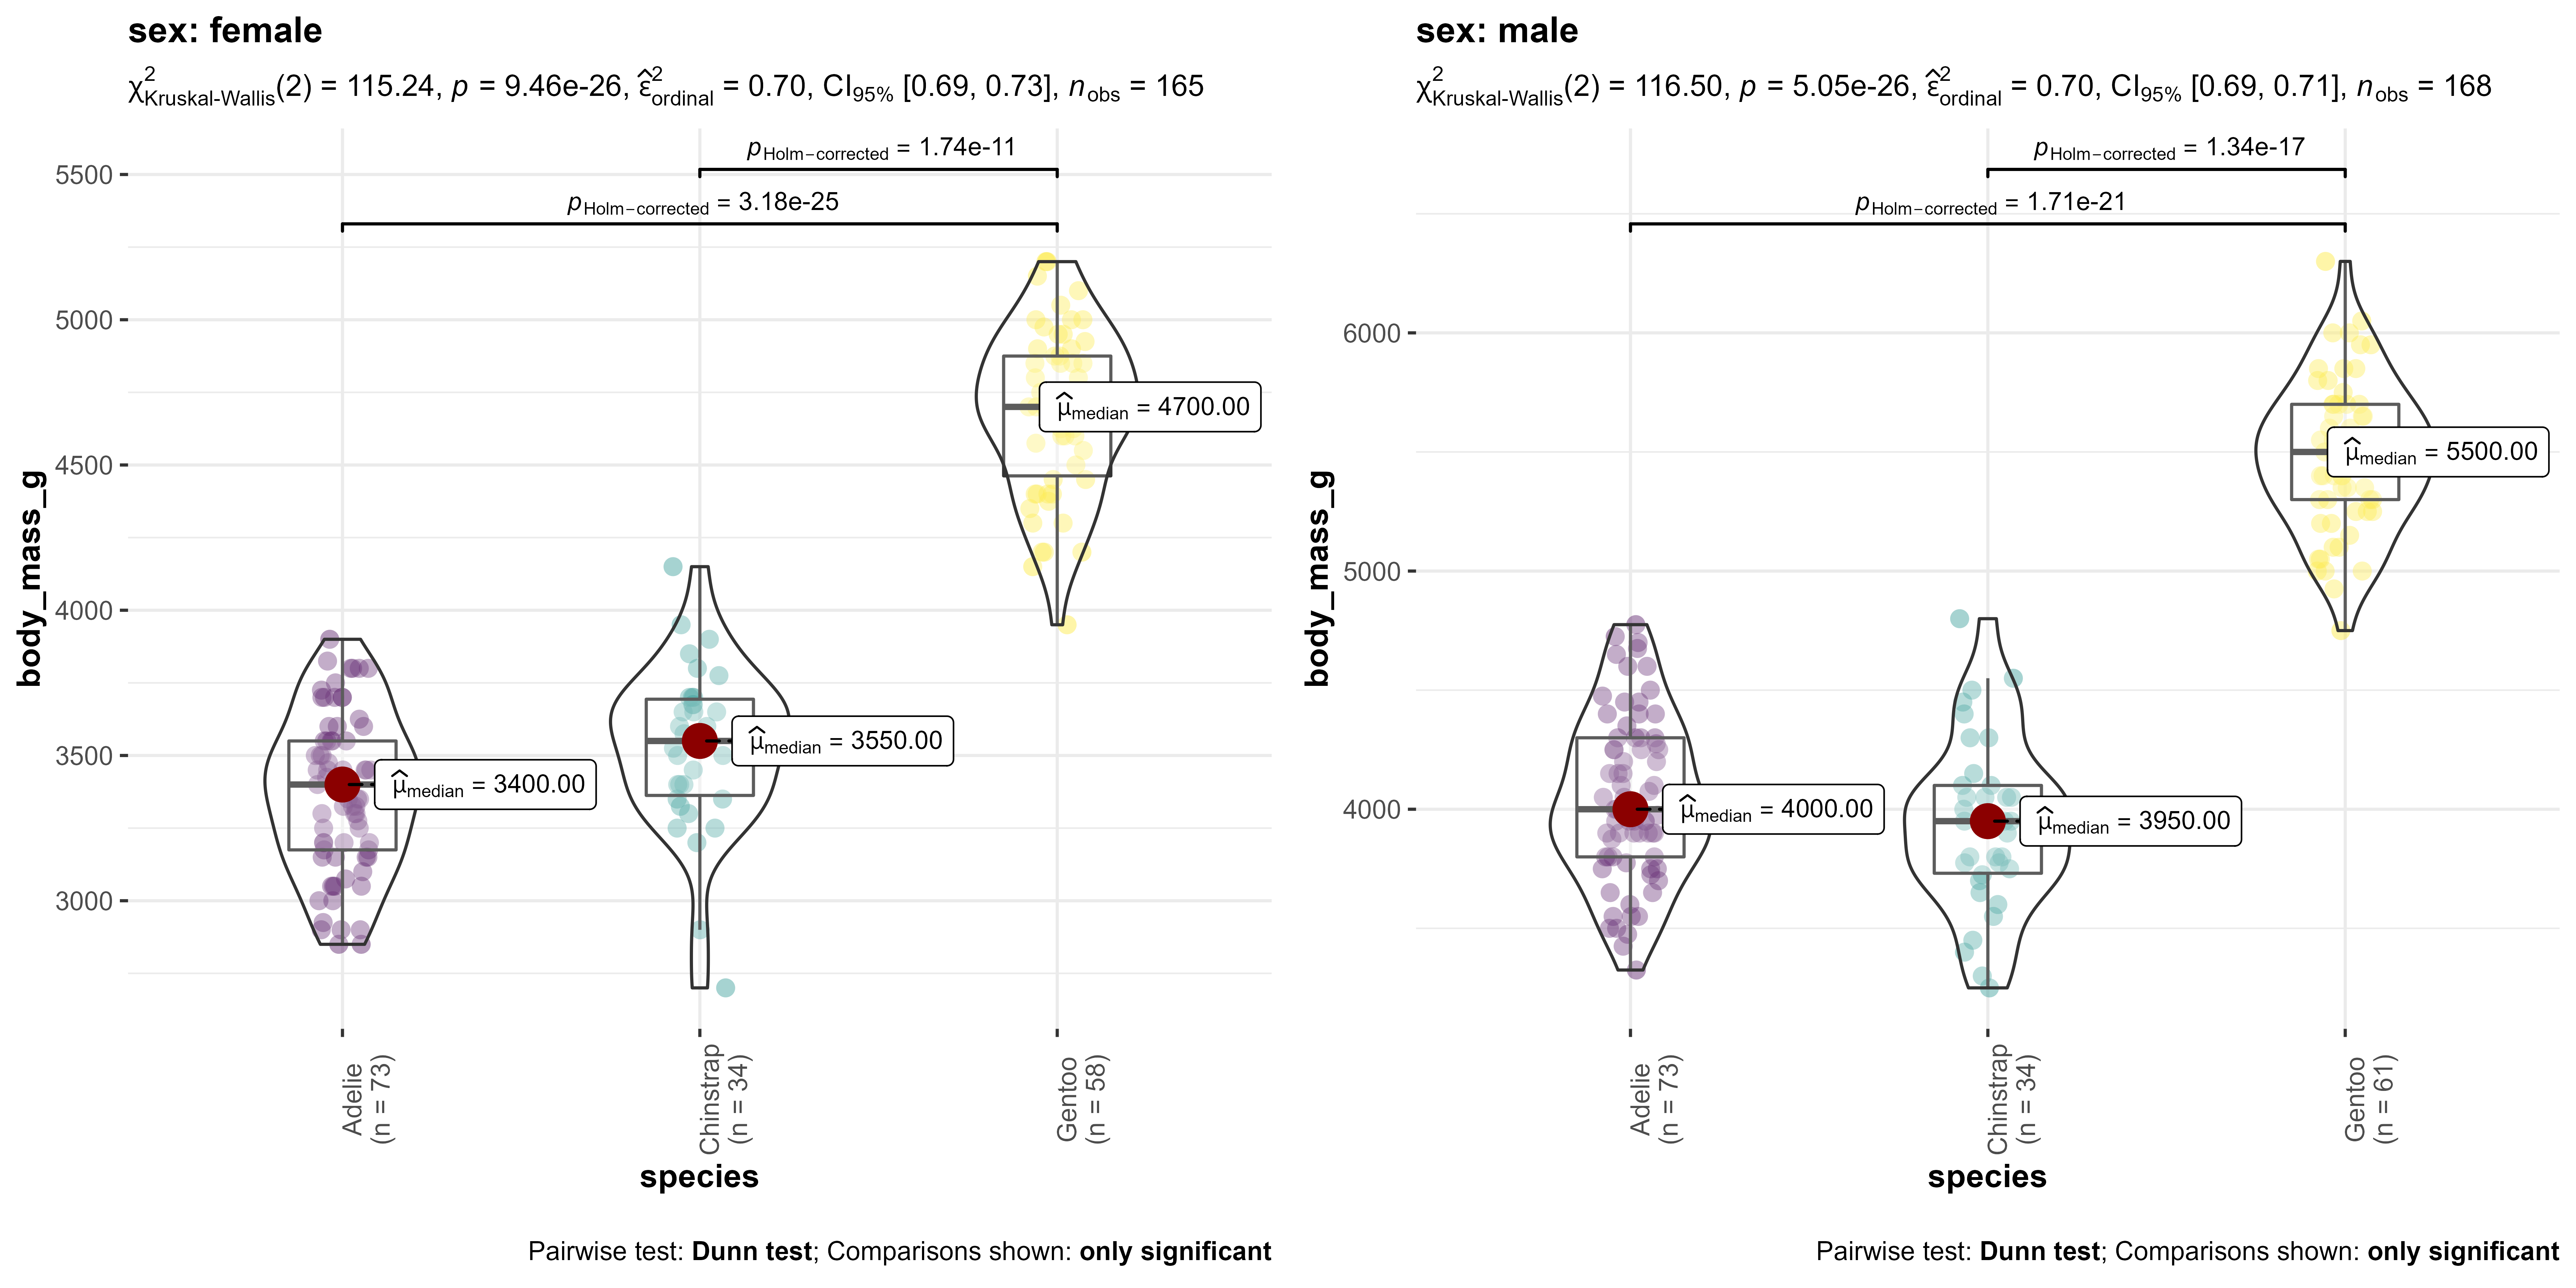 sex: female
χ²Kruskal-Wallis(2) = 115.24, p = 9.46e-26, ε̂²ordinal = 0.70, CI95% [0.69, 0.73], nobs = 165
pHolm−corrected = 1.74e-11
pHolm−corrected = 3.18e-25
5500
5000
4500
4000
3500
3000
body_mass_g
μ̂median = 4700.00
μ̂median = 3550.00
μ̂median = 3400.00
Adelie
(n = 73)
Chinstrap
(n = 34)
Gentoo
(n = 58)
species
Pairwise test: Dunn test; Comparisons shown: only significant
sex: male
χ²Kruskal-Wallis(2) = 116.50, p = 5.05e-26, ε̂²ordinal = 0.70, CI95% [0.69, 0.71], nobs = 168
pHolm−corrected = 1.34e-17
pHolm−corrected = 1.71e-21
6000
5000
4000
body_mass_g
μ̂median = 5500.00
μ̂median = 4000.00
μ̂median = 3950.00
Adelie
(n = 73)
Chinstrap
(n = 34)
Gentoo
(n = 61)
species
Pairwise test: Dunn test; Comparisons shown: only significant